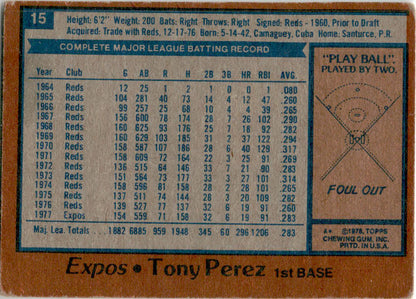 15
Height: 6'2" Weight: 200 Bats: Right Throws: Right Signed: Reds - 1960, Prior to Draft
Acquired: Trade with Reds, 12-17-76 Born: 5-14-42, Camaguey, Cuba Home: Santurce, P.R.
COMPLETE MAJOR LEAGUE BATTING RECORD
Year Clubs G AB R H 2B 3B HR RBI AVG.
1964 Reds 12 25 1 2 1 0 0 1 .080
1965 Reds 104 281 40 73 14 4 12 47 .260
1966 Reds 99 257 25 68 10 4 4 39 .265
1967 Reds 156 600 78 174 28 7 26 102 .290
1968 Reds 160 625 93 176 25 7 18 92 .282
1969 Reds 160 629 103 185 31 2 37 122 .294
1970 Reds 158 587 107 186 28 6 40 129 .317
1971 Reds 158 609 72 164 22 3 25 91 .269
1972 Reds 136 515 64 146 33 7 21 90 .283
1973 Reds 151 564 73 177 33 3 27 101 .314
1974 Reds 158 596 81 158 28 2 28 101 .265
1975 Reds 137 511 74 144 28 3 20 109 .282
1976 Reds 139 527 77 137 32 6 19 91 .260
1977 Expos 154 559 71 158 32 6 19 91 .283
Maj. Lea. Totals ... 1882 6885 959 1948 345 60 296 1206 .283
"PLAY BALL"
PLAYED BY TWO.
FOUL OUT
©1978, TOPPS
CHEWING GUM, INC.
PRTD. IN U.S.A.
Expos • Tony Perez 1st BASE